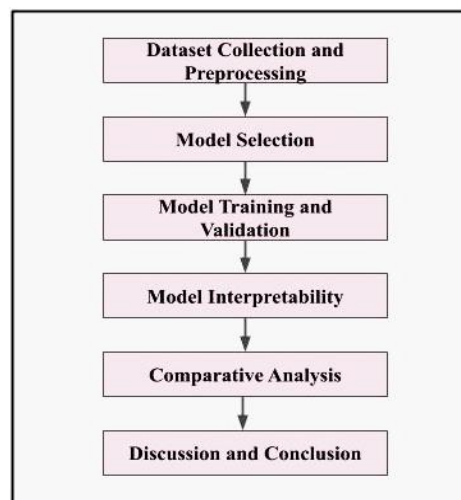 Dataset Collection and
Preprocessing
Model Selection
Model Training and
Validation
Model Interpretability
Comparative Analysis
Discussion and Conclusion